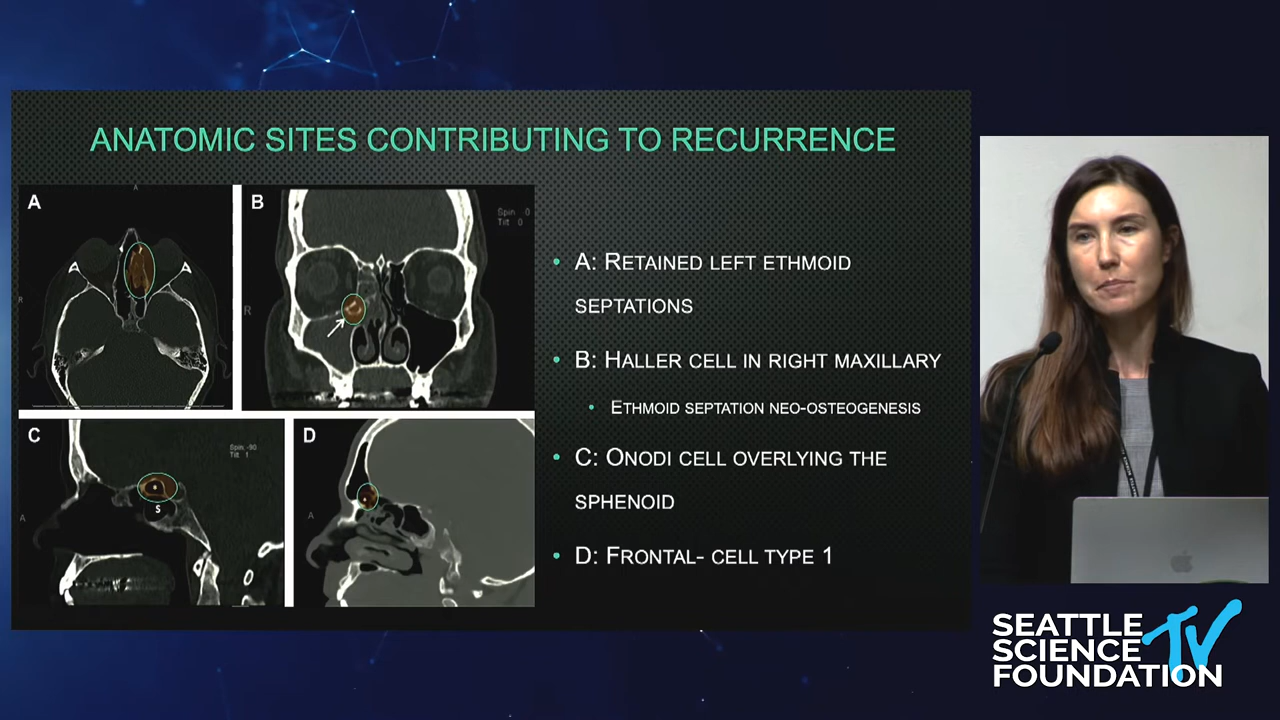 ANATOMIC SITES CONTRIBUTING TO RECURRENCE
A
A
B
Spin 0
Tilt 0
R
R
C
Spin -90
Tilt 1
S
A
D
A
• A: RETAINED LEFT ETHMOID
SEPTATIONS
• B: HALLER CELL IN RIGHT MAXILLARY
• ETHMOID SEPTATION NEO-OSTEOGENESIS
• C: ONODI CELL OVERLYING THE
SPHENOID
• D: FRONTAL- CELL TYPE 1
SEATTLE
SCIENCE
FOUNDATION
TV